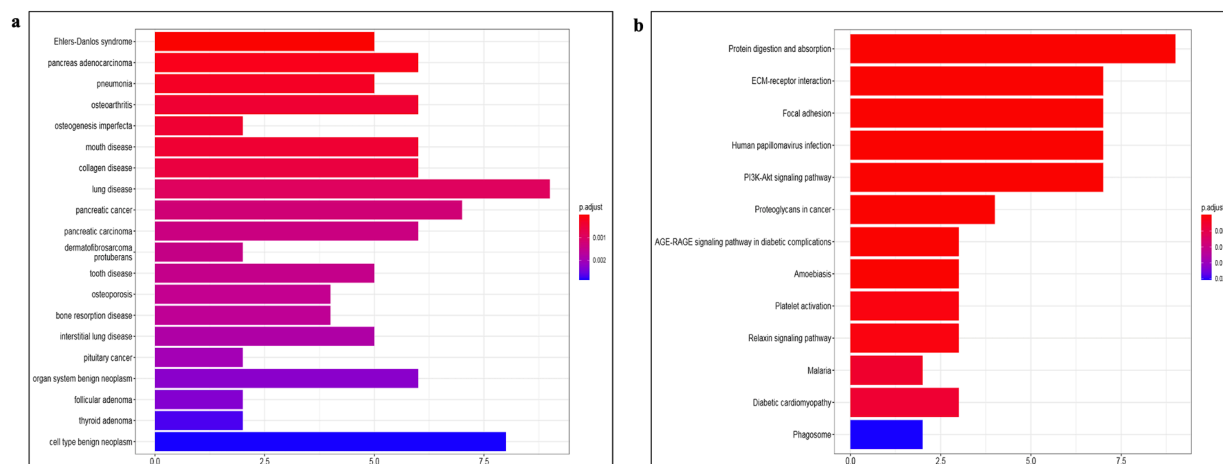 a
Ehlers-Danlos syndrome
pancreas adenocarcinoma
pneumonia
osteoarthritis
osteogenesis imperfecta
mouth disease
collagen disease
lung disease
pancreatic cancer
pancreatic carcinoma
dermatofibrosarcoma
protuberans
tooth disease
osteoporosis
bone resorption disease
interstitial lung disease
pituitary cancer
organ system benign neoplasm
follicular adenoma
thyroid adenoma
cell type benign neoplasm
0.0 2.5 5.0 7.5
p.adjust
0.001
0.002
b
Protein digestion and absorption
ECM-receptor interaction
Focal adhesion
Human papillomavirus infection
PI3K-Akt signaling pathway
Proteoglycans in cancer
AGE-RAGE signaling pathway in diabetic complications
Amoebiasis
Platelet activation
Relaxin signaling pathway
Malaria
Diabetic cardiomyopathy
Phagosome
0.0 2.5 5.0 7.5